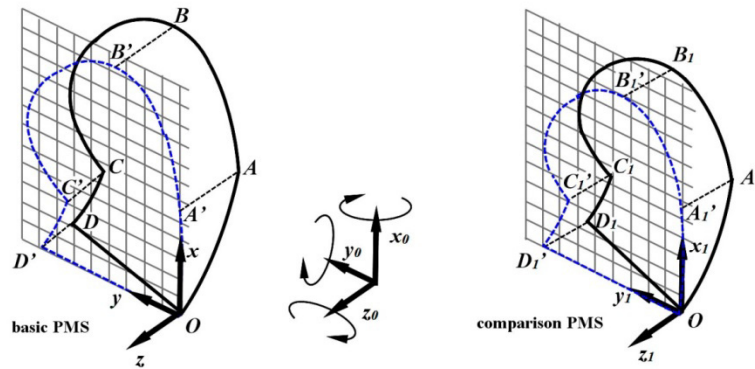 B
B'
A
C
C'
A'
D
D'
x
y
O
z
basic PMS
x₀
y₀
z₀
B₁
B₁'
A
C₁
C₁'
A₁'
D₁
D₁'
x₁
y₁
O
z₁
comparison PMS